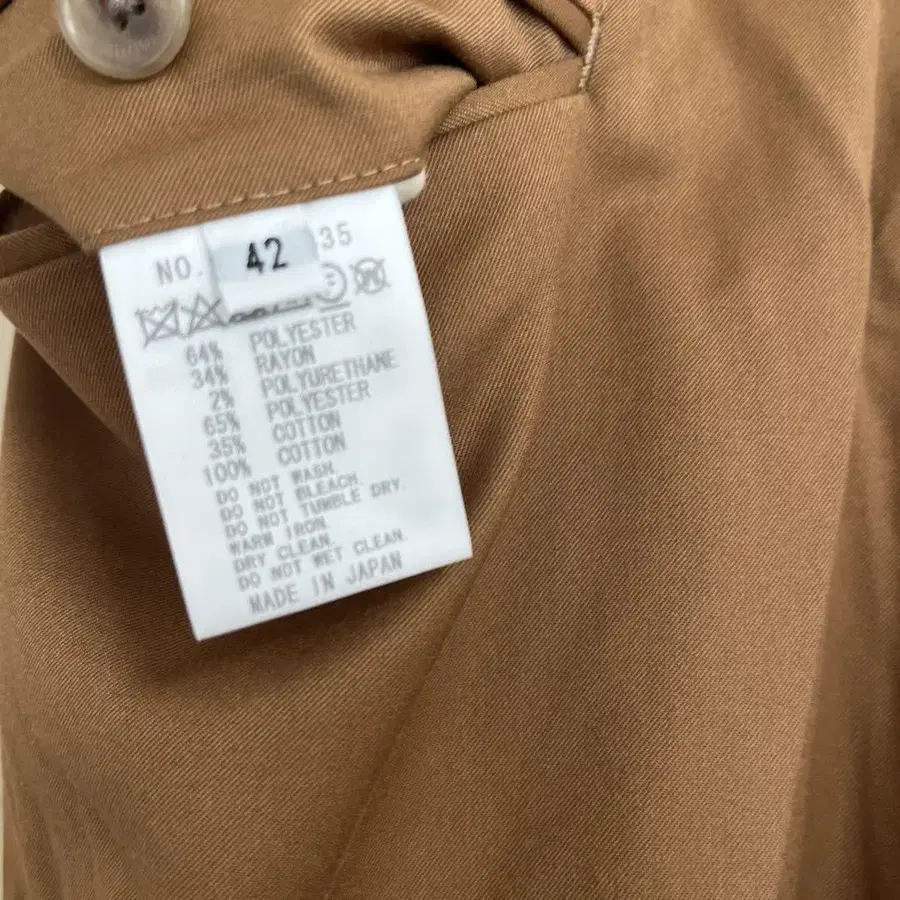 NO. 42 35
64% POLYESTER
34% RAYON
2% POLYURETHANE
65% POLYESTER
35% COTTON
100% COTTON
DO NOT WASH.
DO NOT BLEACH.
DO NOT TUMBLE DRY.
WARM IRON.
DRY CLEAN.
DO NOT WET CLEAN.
MADE IN JAPAN